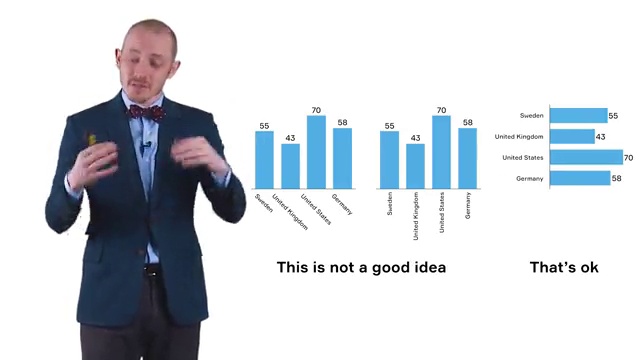 55
43
70
58
Sweden
United Kingdom
United States
Germany
55
43
70
58
Sweden
United Kingdom
United States
Germany
Sweden 55
United Kingdom 43
United States 70
Germany 58
This is not a good idea
That's ok